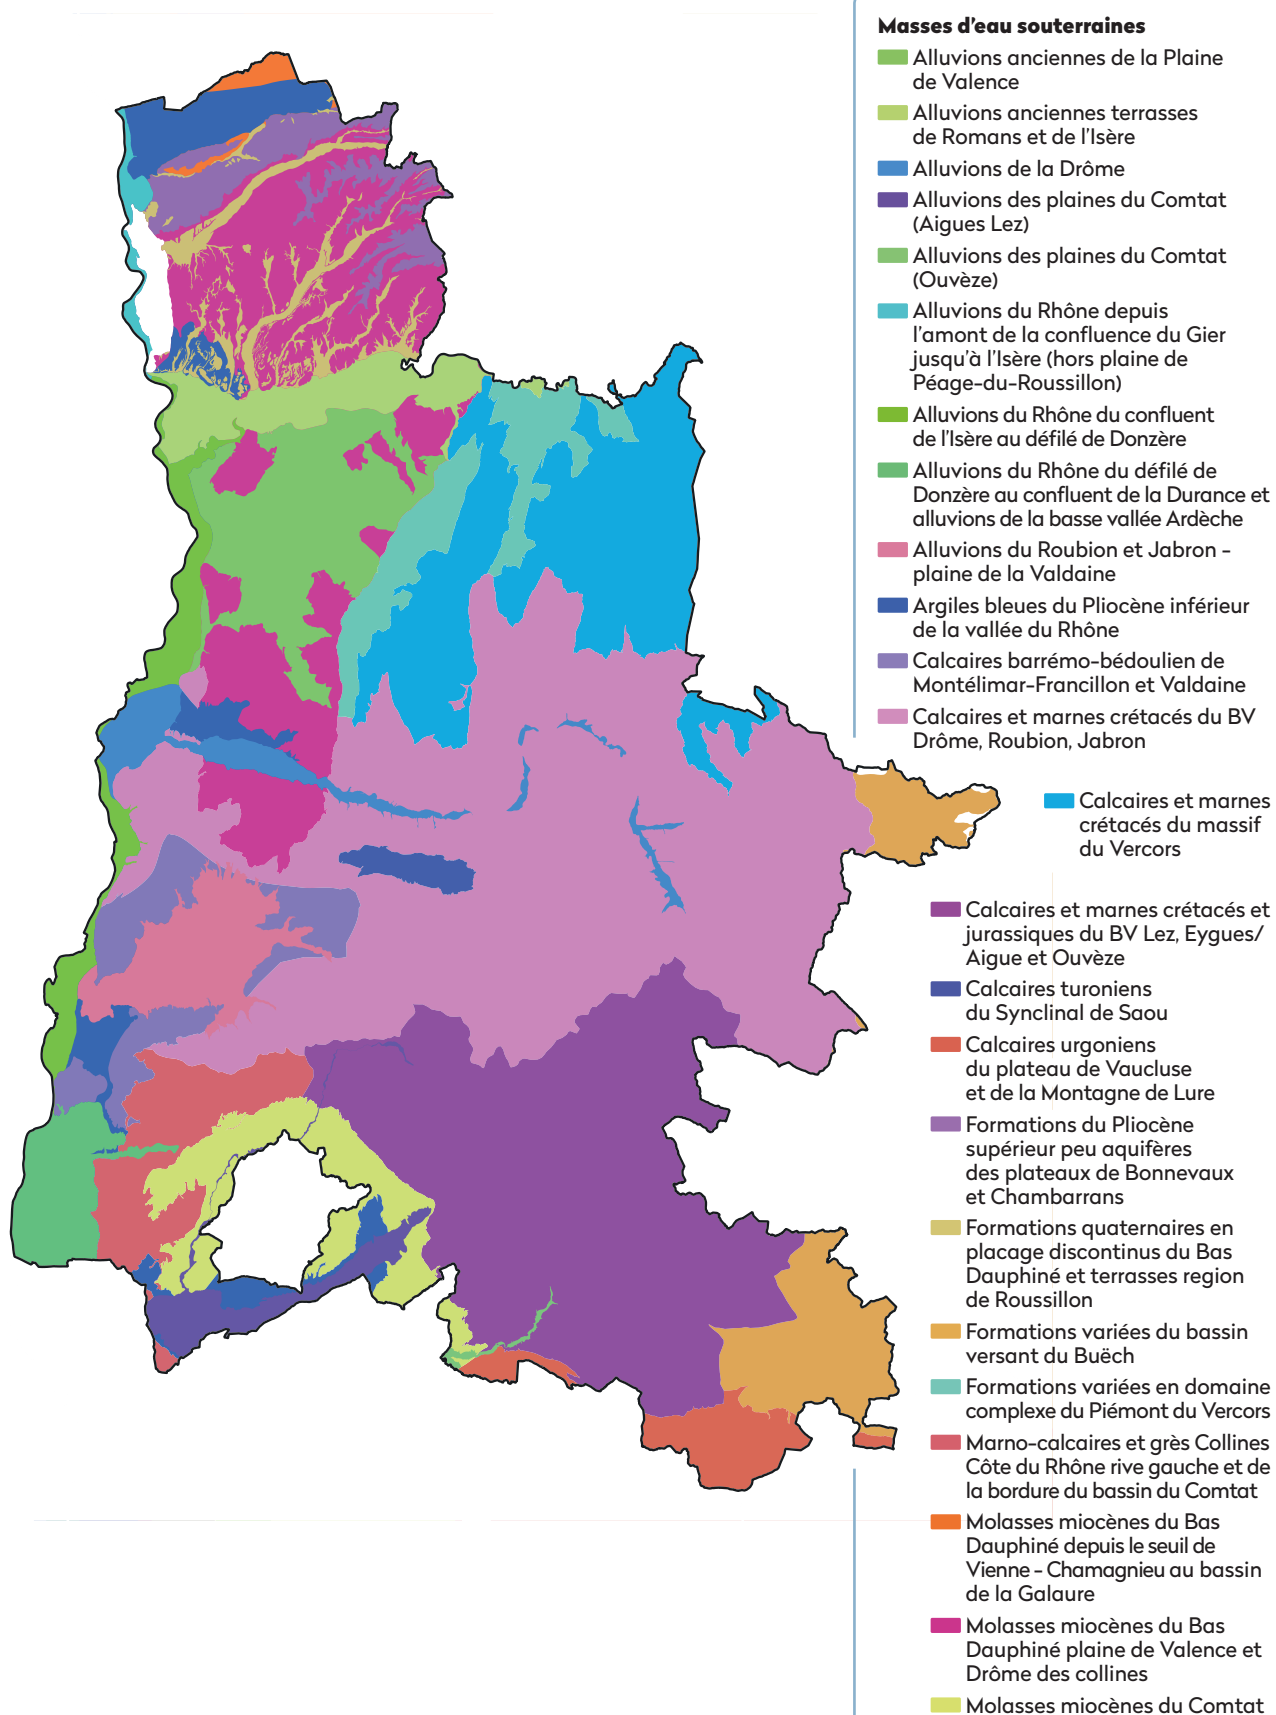 Masses d'eau souterraines
Alluvions anciennes de la Plaine
de Valence
Alluvions anciennes terrasses
de Romans et de l'Isère
Alluvions de la Drôme
Alluvions des plaines du Comtat
(Aigues Lez)
Alluvions des plaines du Comtat
(Ouvèze)
Alluvions du Rhône depuis
l'amont de la confluence du Gier
jusqu'à l'Isère (hors plaine de
Péage-du-Roussillon)
Alluvions du Rhône du confluent
de l'Isère au défilé de Donzère
Alluvions du Rhône du défilé de
Donzère au confluent de la Durance et
alluvions de la basse vallée Ardèche
Alluvions du Roubion et Jabron -
plaine de la Valdaine
Argiles bleues du Pliocène inférieur
de la vallée du Rhône
Calcaires barrémo-bédoulien de
Montélimar-Francillon et Valdaine
Calcaires et marnes crétacés du BV
Drôme, Roubion, Jabron
Calcaires et marnes
crétacés du massif
du Vercors
Calcaires et marnes crétacés et
jurassiques du BV Lez, Eygues/
Aigue et Ouvèze
Calcaires turoniens
du Synclinal de Saou
Calcaires urgoniens
du plateau de Vaucluse
et de la Montagne de Lure
Formations du Pliocène
supérieur peu aquifères
des plateaux de Bonnevaux
et Chambarrans
Formations quaternaires en
placage discontinus du Bas
Dauphiné et terrasses region
de Roussillon
Formations variées du bassin
versant du Buëch
Formations variées en domaine
complexe du Piémont du Vercors
Marno-calcaires et grès Collines
Côte du Rhône rive gauche et de
la bordure du bassin du Comtat
Molasses miocènes du Bas
Dauphiné depuis le seuil de
Vienne - Chamagnieu au bassin
de la Galaure
Molasses miocènes du Bas
Dauphiné plaine de Valence et
Drôme des collines
Molasses miocènes du Comtat